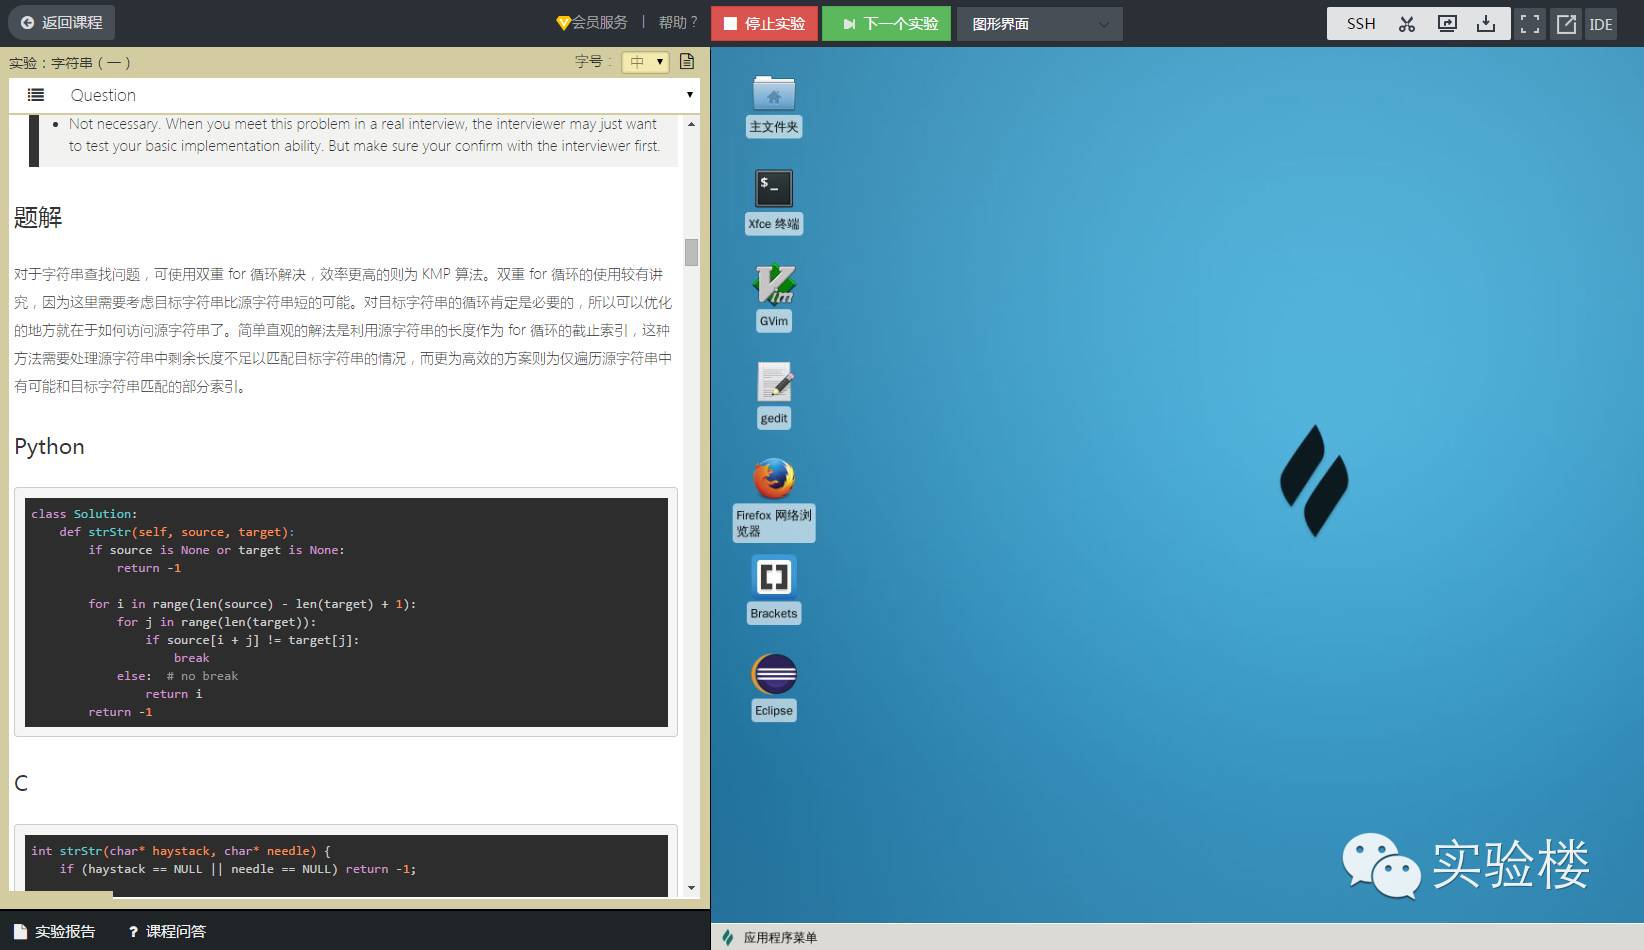 返回课程
会员服务 | 帮助 ?
停止实验
下一个实验
图形界面
SSH
IDE
实验：字符串（一）
字号：
中
Question
Not necessary. When you meet this problem in a real interview, the interviewer may just want
to test your basic implementation ability. But make sure your confirm with the interviewer first.
题解
对于字符串查找问题，可使用双重 for 循环解决，效率更高的则为 KMP 算法。双重 for 循环的使用较有讲
究，因为这里需要考虑目标字符串比源字符串短的可能。对目标字符串的循环肯定是必要的，所以可以优化
的地方就在于如何访问源字符串了。简单直观的解法是利用源字符串的长度作为 for 循环的截止索引，这种
方法需要处理源字符串中剩余长度不足以匹配目标字符串的情况，而更为高效的方案则为仅遍历源字符串中
有可能和目标字符串匹配的部分索引。
Python
class Solution:
    def strStr(self, source, target):
        if source is None or target is None:
            return -1
        for i in range(len(source) - len(target) + 1):
            for j in range(len(target)):
                if source[i + j] != target[j]:
                    break
            else:  # no break
                return i
        return -1
C
int strStr(char* haystack, char* needle) {
    if (haystack == NULL || needle == NULL) return -1;
实验报告
? 课程问答
主文件夹
$_
Xfce 终端
Vim
GVim
gedit
Firefox 网络浏
览器
Brackets
Eclipse
实验楼
应用程序菜单